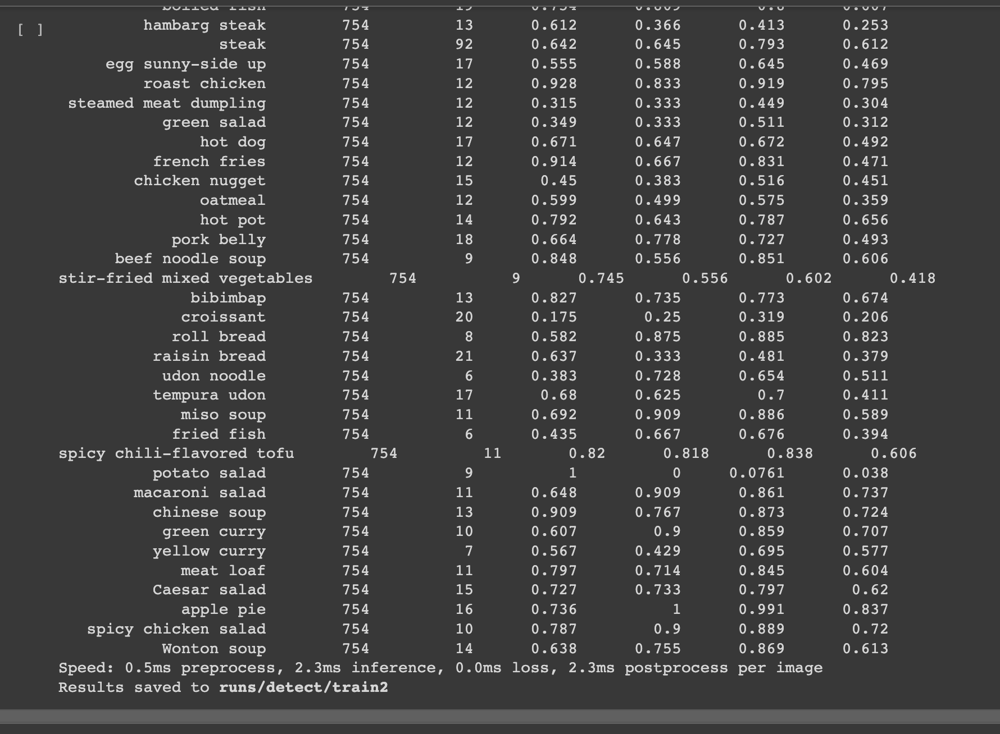 boiled fish 754 19 0.754 0.809 0.8 0.607
[ ]
hambarg steak 754 13 0.612 0.366 0.413 0.253
steak 754 92 0.642 0.645 0.793 0.612
egg sunny-side up 754 17 0.555 0.588 0.645 0.469
roast chicken 754 12 0.928 0.833 0.919 0.795
steamed meat dumpling 754 12 0.315 0.333 0.449 0.304
green salad 754 12 0.349 0.333 0.511 0.312
hot dog 754 17 0.671 0.647 0.672 0.492
french fries 754 12 0.914 0.667 0.831 0.471
chicken nugget 754 15 0.45 0.383 0.516 0.451
oatmeal 754 12 0.599 0.499 0.575 0.359
hot pot 754 14 0.792 0.643 0.787 0.656
pork belly 754 18 0.664 0.778 0.727 0.493
beef noodle soup 754 9 0.848 0.556 0.851 0.606
stir-fried mixed vegetables 754 9 0.745 0.556 0.602 0.418
bibimbap 754 13 0.827 0.735 0.773 0.674
croissant 754 20 0.175 0.25 0.319 0.206
roll bread 754 8 0.582 0.875 0.885 0.823
raisin bread 754 21 0.637 0.333 0.481 0.379
udon noodle 754 6 0.383 0.728 0.654 0.511
tempura udon 754 17 0.68 0.625 0.7 0.411
miso soup 754 11 0.692 0.909 0.886 0.589
fried fish 754 6 0.435 0.667 0.676 0.394
spicy chili-flavored tofu 754 11 0.82 0.818 0.838 0.606
potato salad 754 9 1 0 0.0761 0.038
macaroni salad 754 11 0.648 0.909 0.861 0.737
chinese soup 754 13 0.909 0.767 0.873 0.724
green curry 754 10 0.607 0.9 0.859 0.707
yellow curry 754 7 0.567 0.429 0.695 0.577
meat loaf 754 11 0.797 0.714 0.845 0.604
Caesar salad 754 15 0.727 0.733 0.797 0.62
apple pie 754 16 0.736 1 0.991 0.837
spicy chicken salad 754 10 0.787 0.9 0.889 0.72
Wonton soup 754 14 0.638 0.755 0.869 0.613
Speed: 0.5ms preprocess, 2.3ms inference, 0.0ms loss, 2.3ms postprocess per image
Results saved to runs/detect/train2